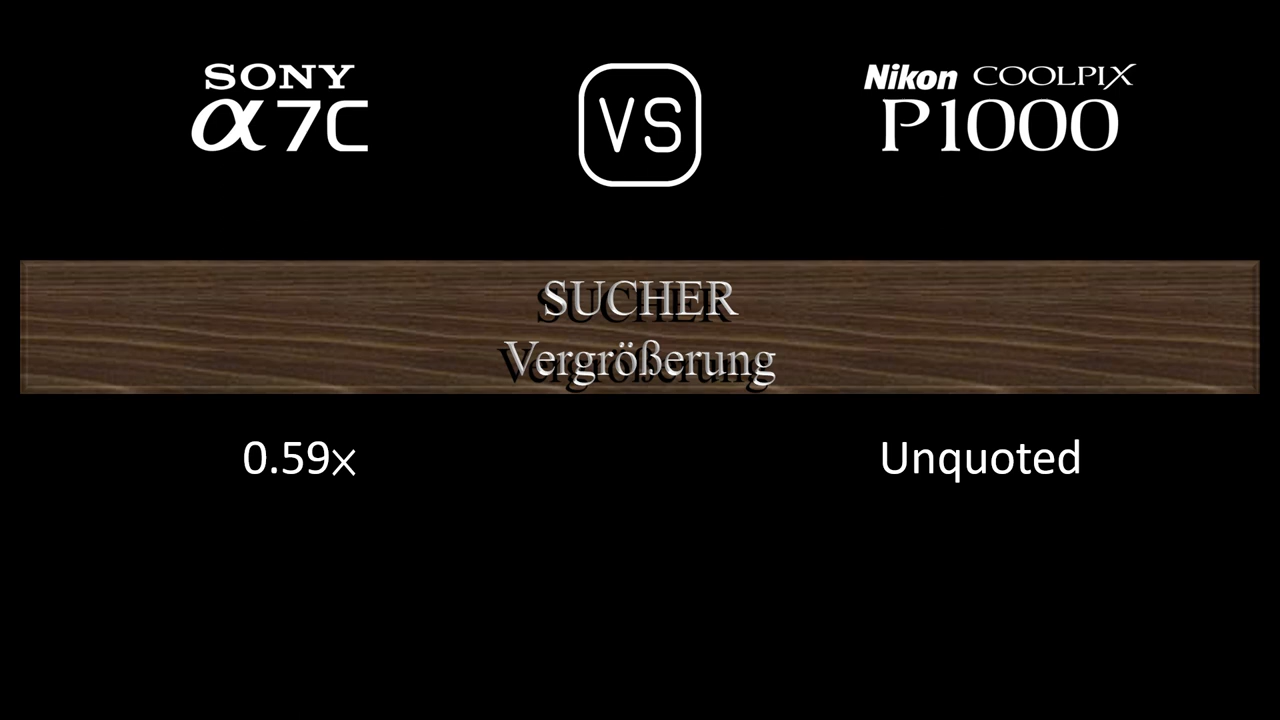 SONY
α7C
VS
Nikon COOLPIX
P1000
SUCHER
Vergrößerung
0.59x
Unquoted